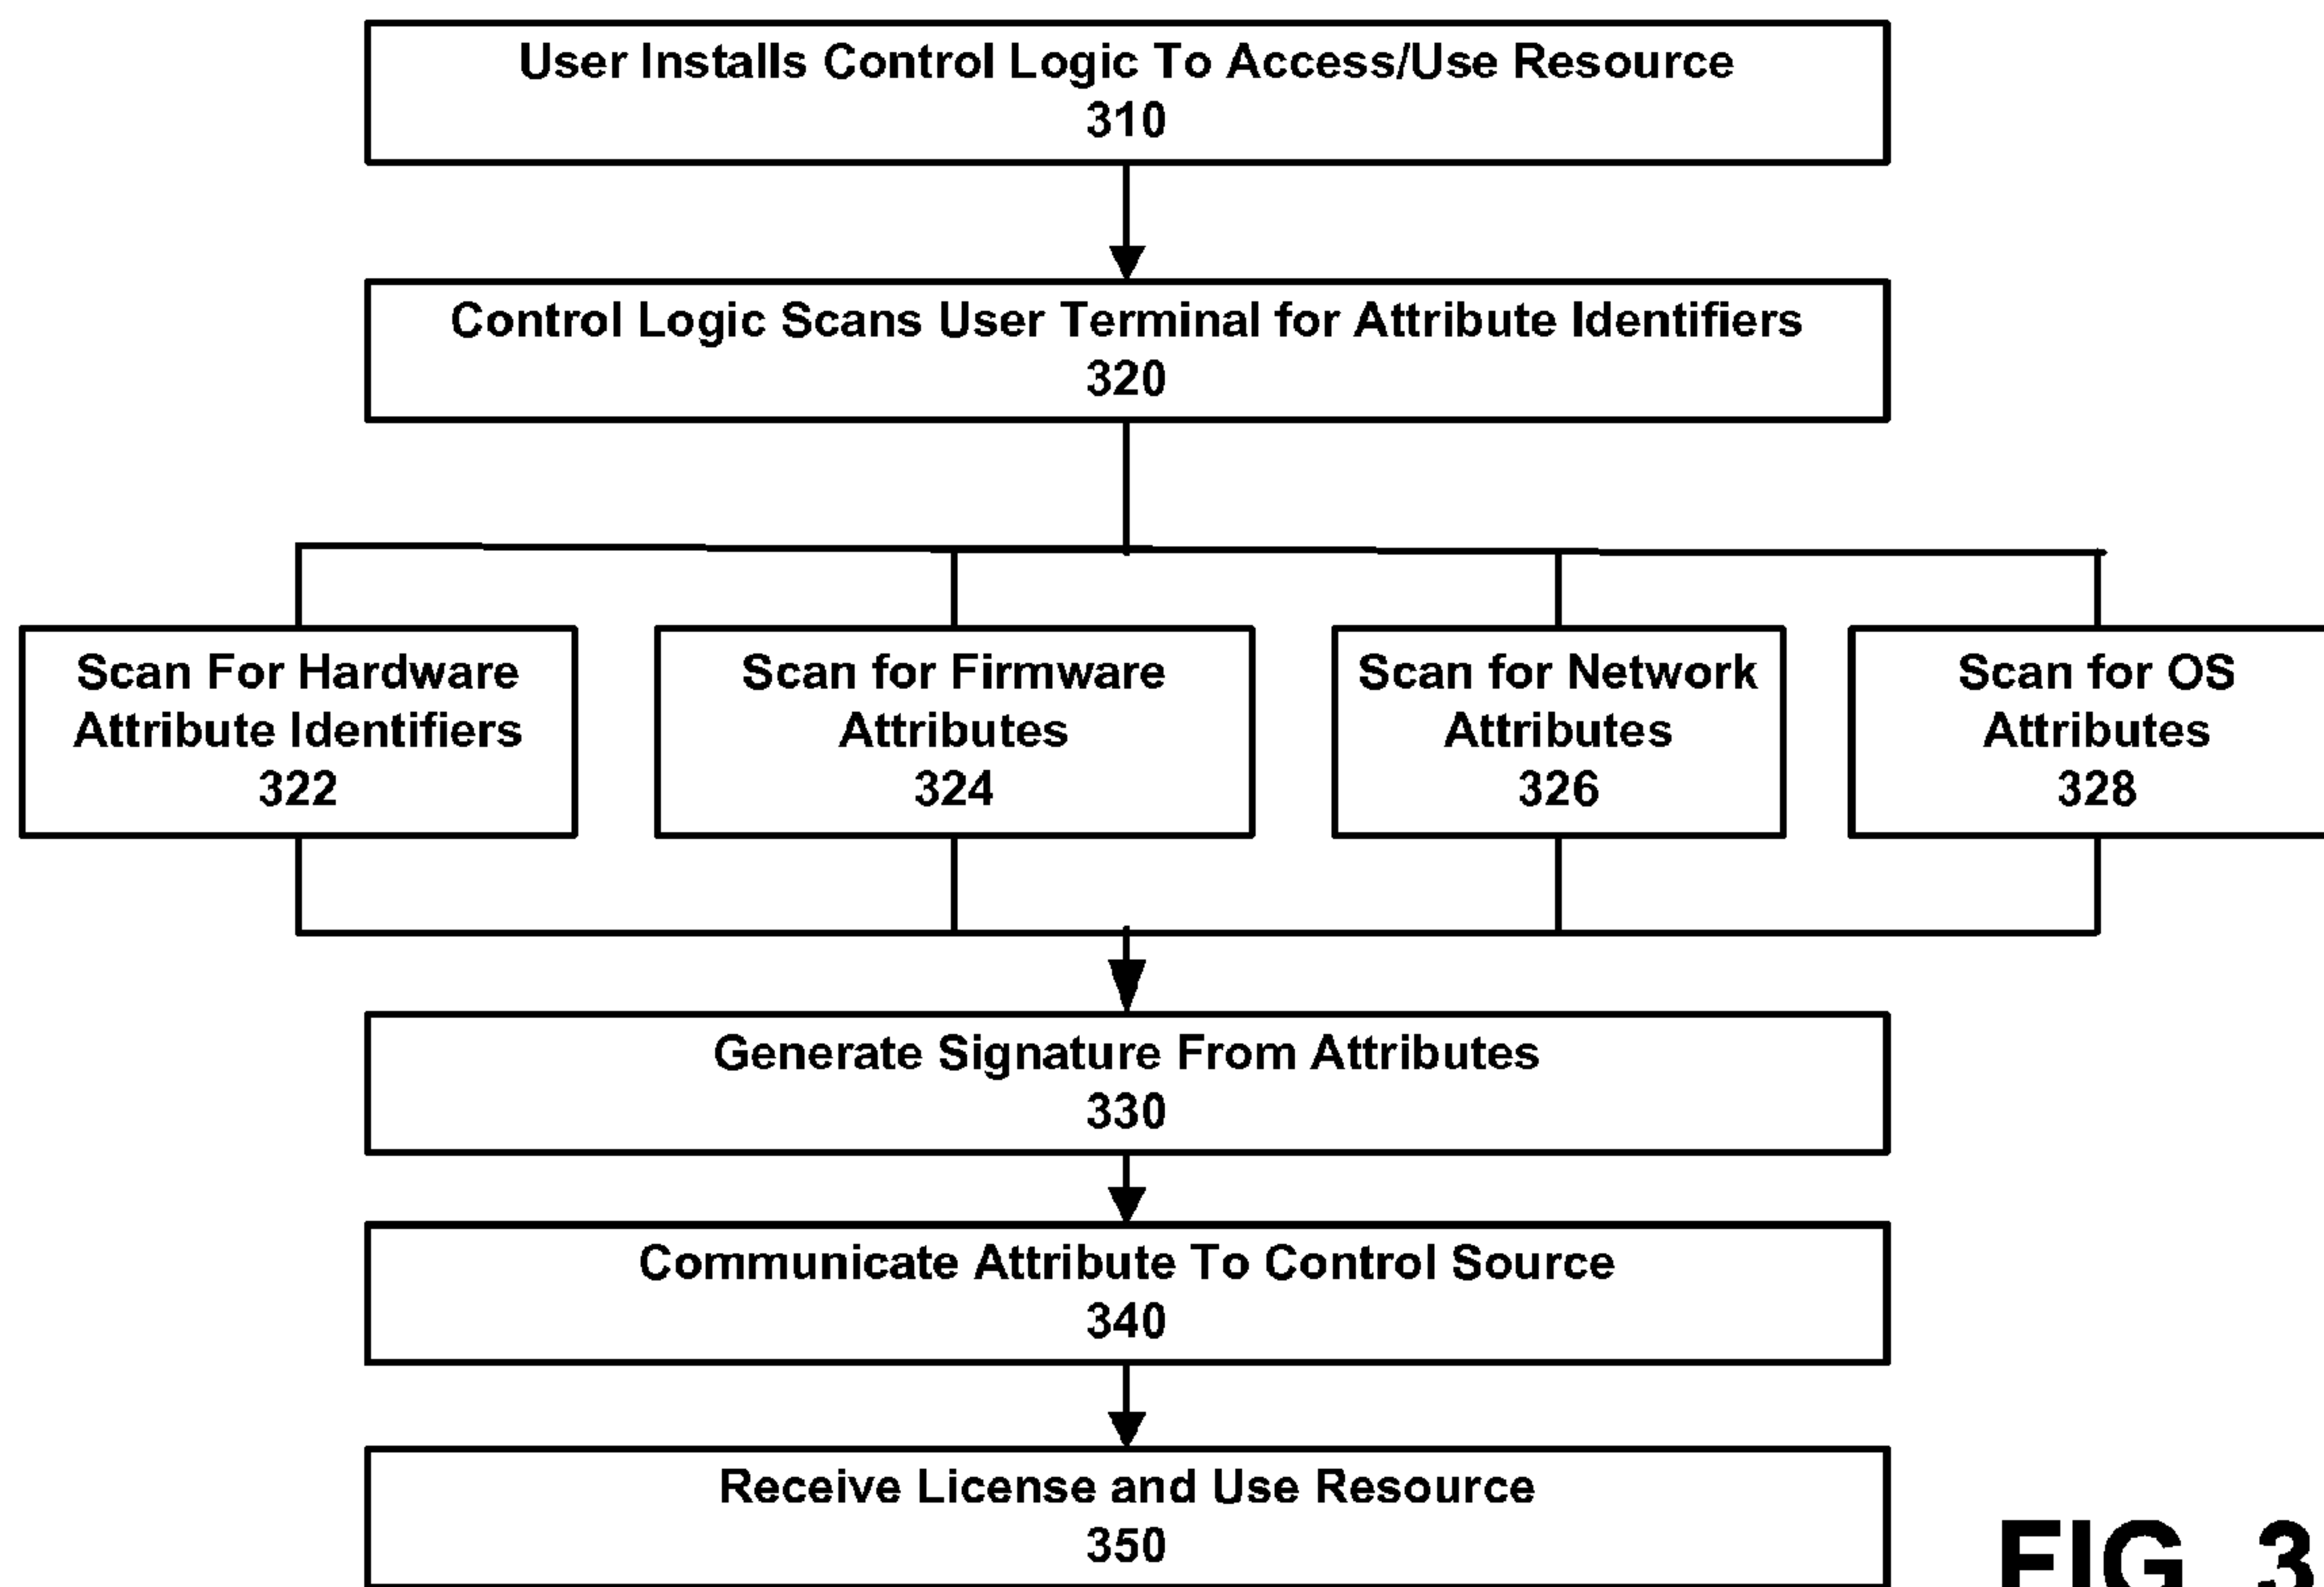 User Installs Control Logic To Access/Use Resource
310
Control Logic Scans User Terminal for Attribute Identifiers
320
Scan For Hardware
Attribute Identifiers
322
Scan for Firmware
Attributes
324
Scan for Network
Attributes
326
Scan for OS
Attributes
328
Generate Signature From Attributes
330
Communicate Attribute To Control Source
340
Receive License and Use Resource
350
FIG. 3